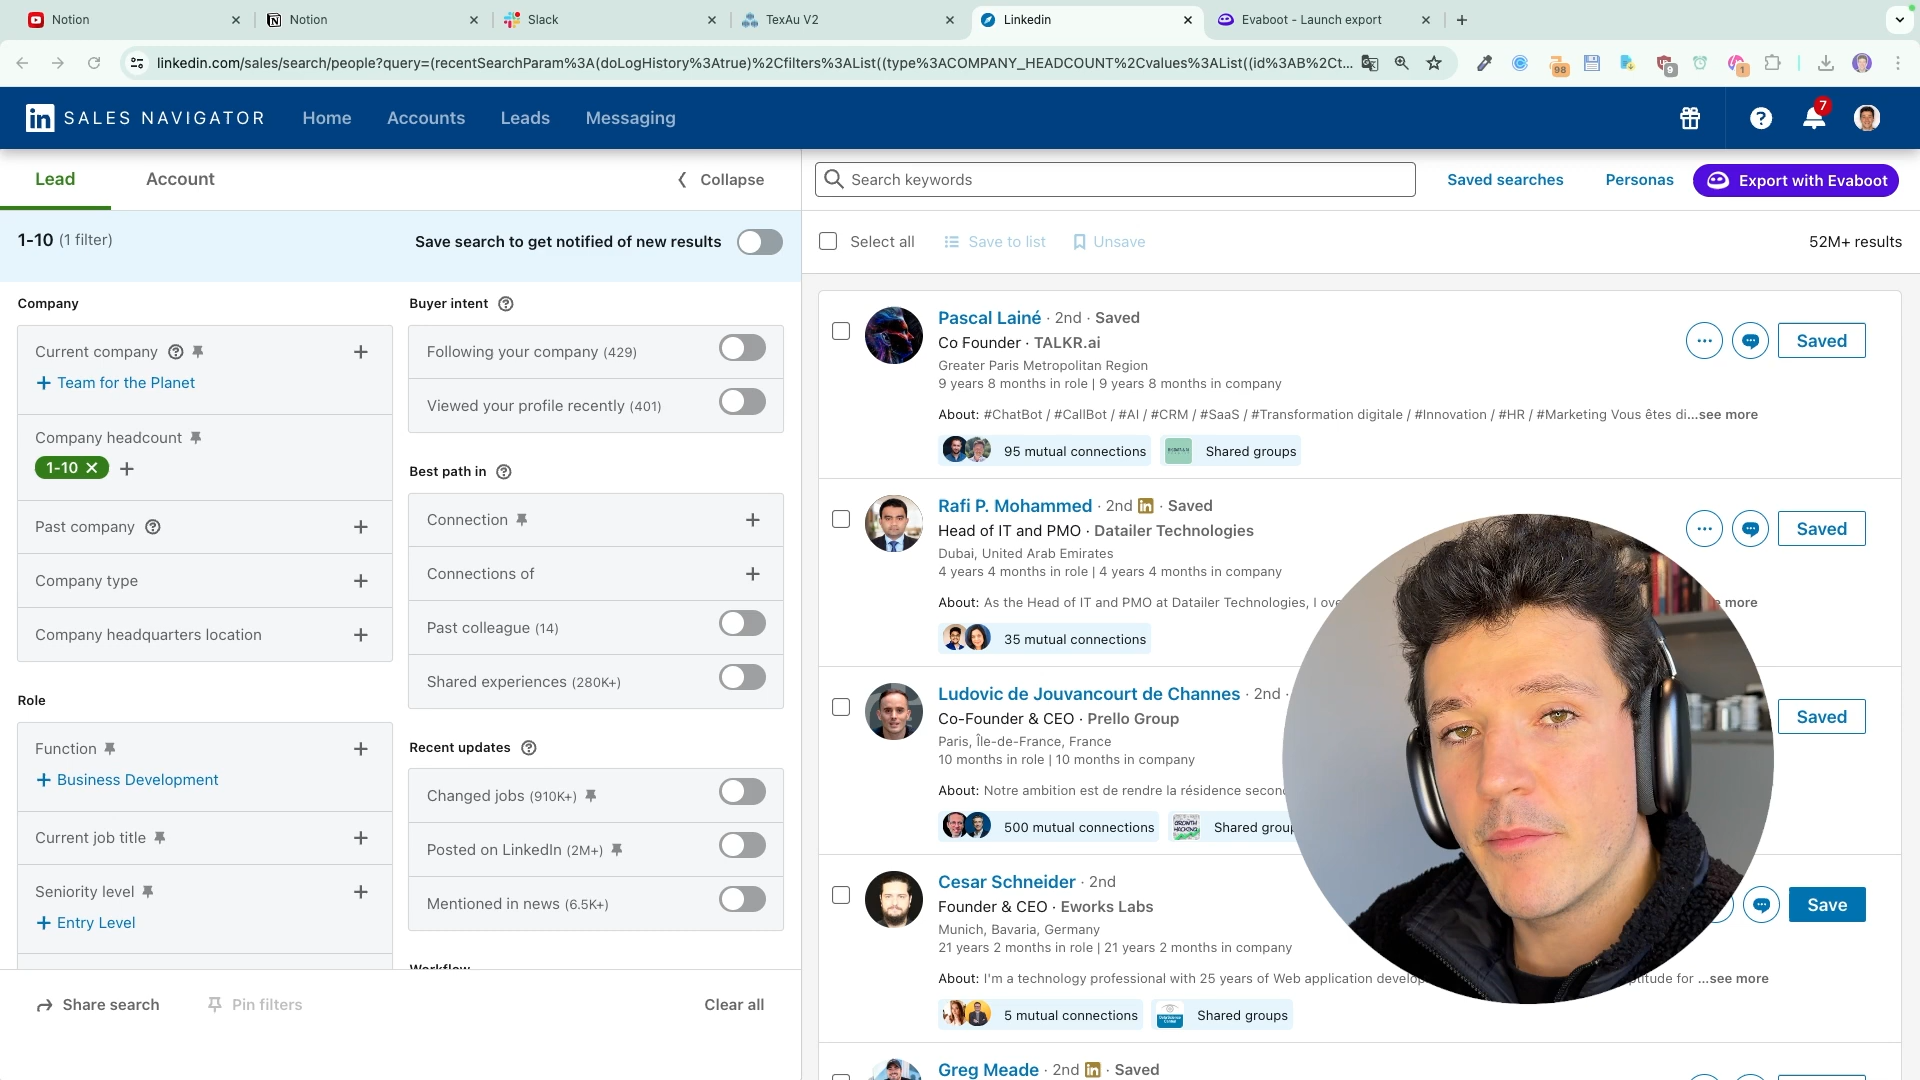 Notion
Notion
Slack
TexAu V2
Linkedin
Evaboot - Launch export
linkedin.com/sales/search/people?query=(recentSearchParam%3A(doLogHistory%3Atrue)%2Cfilters%3AList((type%3ACOMPANY_HEADCOUNT%2Cvalues%3AList((id%3AB%2Ct...
98
9
1
in SALES NAVIGATOR
Home
Accounts
Leads
Messaging
7
Lead
Account
Collapse
Search keywords
Saved searches
Personas
Export with Evaboot
1-10 (1 filter)
Save search to get notified of new results
Select all
Save to list
Unsave
52M+ results
Company
Current company
+ Team for the Planet
Company headcount
1-10
Past company
Company type
Company headquarters location
Role
Function
+ Business Development
Current job title
Seniority level
+ Entry Level
Buyer intent
Following your company (429)
Viewed your profile recently (401)
Best path in
Connection
Connections of
Past colleague (14)
Shared experiences (280K+)
Recent updates
Changed jobs (910K+)
Posted on LinkedIn (2M+)
Mentioned in news (6.5K+)
Workflow
Share search
Pin filters
Clear all
Pascal Lainé · 2nd · Saved
Co Founder · TALKR.ai
Greater Paris Metropolitan Region
9 years 8 months in role | 9 years 8 months in company
About: #ChatBot / #CallBot / #AI / #CRM / #SaaS / #Transformation digitale / #Innovation / #HR / #Marketing Vous êtes di...see more
95 mutual connections
Shared groups
Saved
Rafi P. Mohammed · 2nd in · Saved
Head of IT and PMO · Datailer Technologies
Dubai, United Arab Emirates
4 years 4 months in role | 4 years 4 months in company
About: As the Head of IT and PMO at Datailer Technologies, I
more
35 mutual connections
Saved
Ludovic de Jouvancourt de Channes · 2nd ·
Co-Founder & CEO · Prello Group
Paris, Île-de-France, France
10 months in role | 10 months in company
About: Notre ambition est de rendre la résidence
500 mutual connections
GROWTH HACKING
Shared
Saved
Cesar Schneider · 2nd
Founder & CEO · Eworks Labs
Munich, Bavaria, Germany
21 years 2 months in role | 21 years 2 months in company
About: I'm a technology professional with 25 years of Web application
for ...see more
5 mutual connections
Shared groups
Save
Greg Meade · 2nd in · Saved